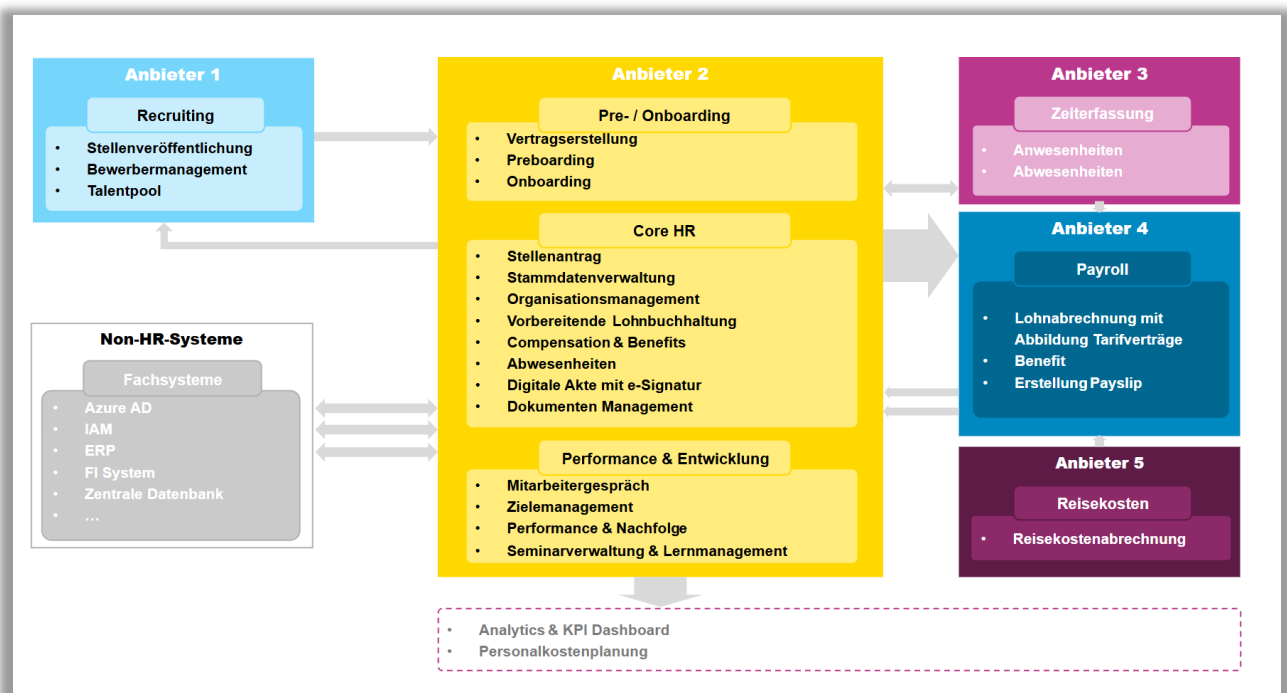 Anbieter 1
Recruiting
• Stellenveröffentlichung
• Bewerbermanagement
• Talentpool
Anbieter 2
Pre- / Onboarding
• Vertragserstellung
• Preboarding
• Onboarding
Core HR
• Stellenantrag
• Stammdatenverwaltung
• Organisationsmanagement
• Vorbereitende Lohnbuchhaltung
• Compensation & Benefits
• Abwesenheiten
• Digitale Akte mit e-Signatur
• Dokumenten Management
Performance & Entwicklung
• Mitarbeitergespräch
• Zielemanagement
• Performance & Nachfolge
• Seminarverwaltung & Lernmanagement
Anbieter 3
Zeiterfassung
• Anwesenheiten
• Abwesenheiten
Anbieter 4
Payroll
• Lohnabrechnung mit
Abbildung Tarifverträge
• Benefit
• Erstellung Payslip
Anbieter 5
Reisekosten
• Reisekostenabrechnung
Non-HR-Systeme
Fachsysteme
• Azure AD
• IAM
• ERP
• FI System
• Zentrale Datenbank
• …
• Analytics & KPI Dashboard
• Personalkostenplanung